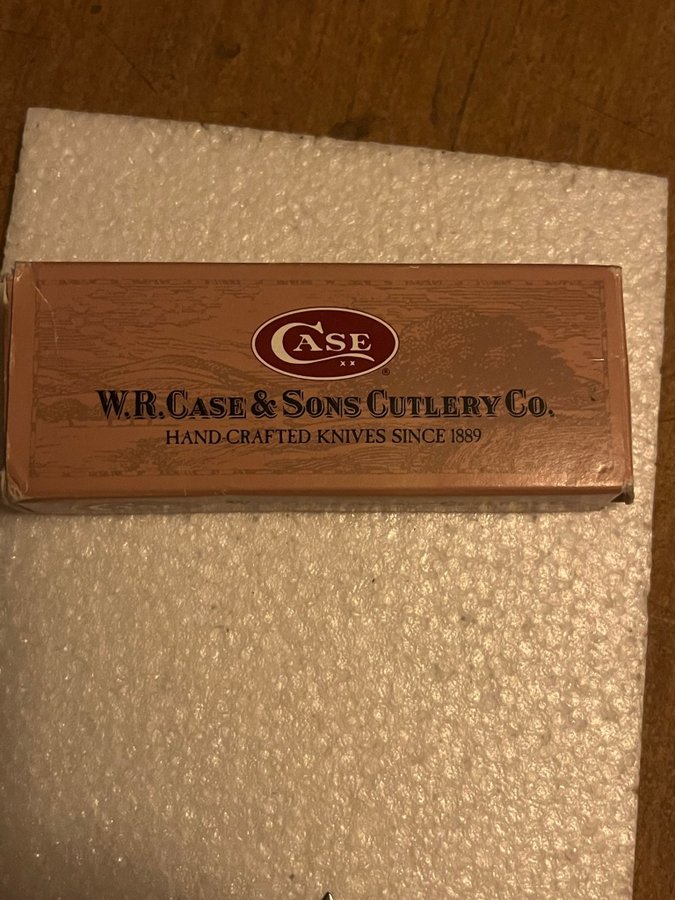 CASE
XX
®
W.R. CASE & SONS CUTLERY CO.
HAND-CRAFTED KNIVES SINCE 1889